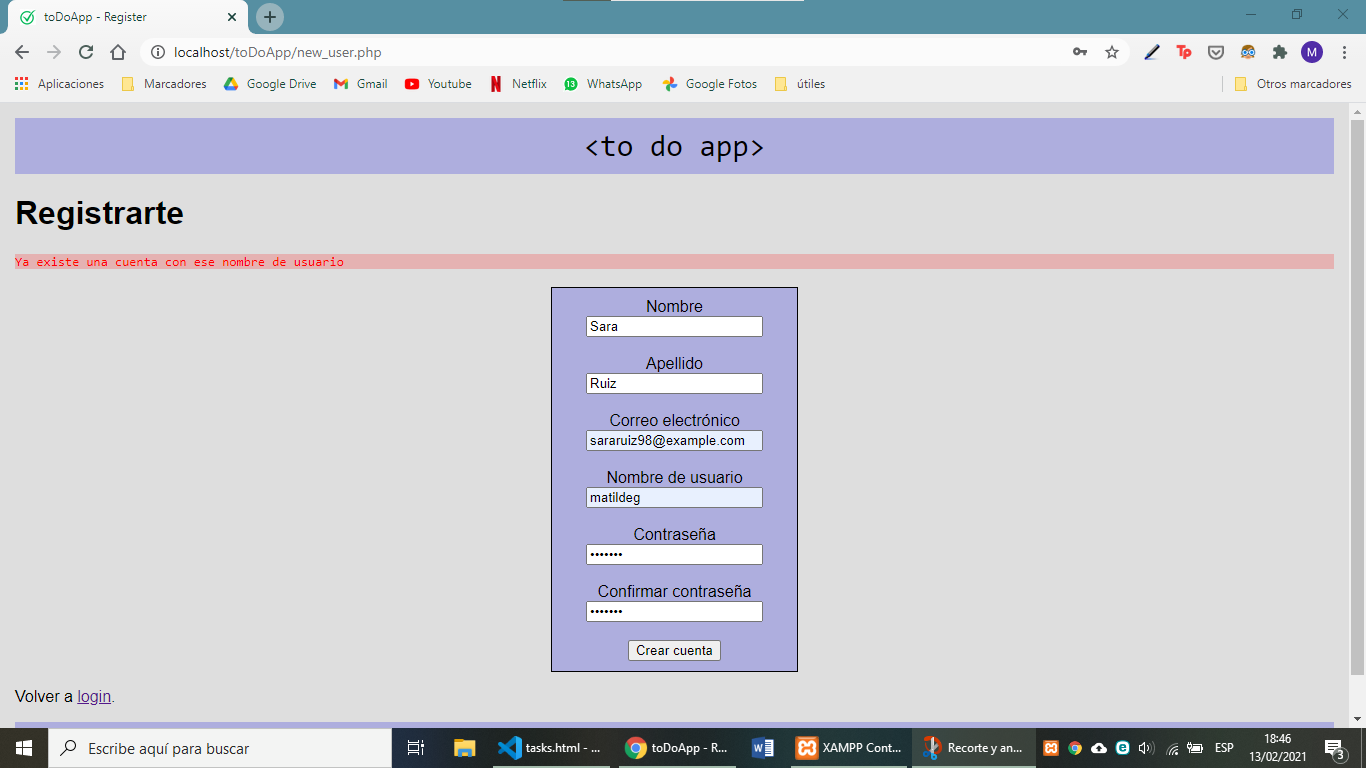 toDoApp - Register
localhost/toDoApp/new_user.php
Tp
M
Aplicaciones
Marcadores
Google Drive
Gmail
Youtube
Netflix
13
WhatsApp
Google Fotos
útiles
Otros marcadores
<to do app>
Registrarte
Ya existe una cuenta con ese nombre de usuario
Nombre
Sara
Apellido
Ruiz
Correo electrónico
sararuiz98@example.com
Nombre de usuario
matildeg
Contraseña
•••••••
Confirmar contraseña
•••••••
Crear cuenta
Volver a login.
Escribe aquí para buscar
tasks.html - ...
toDoApp - R...
XAMPP Cont...
Recorte y an...
ESP
18:46
13/02/2021
3